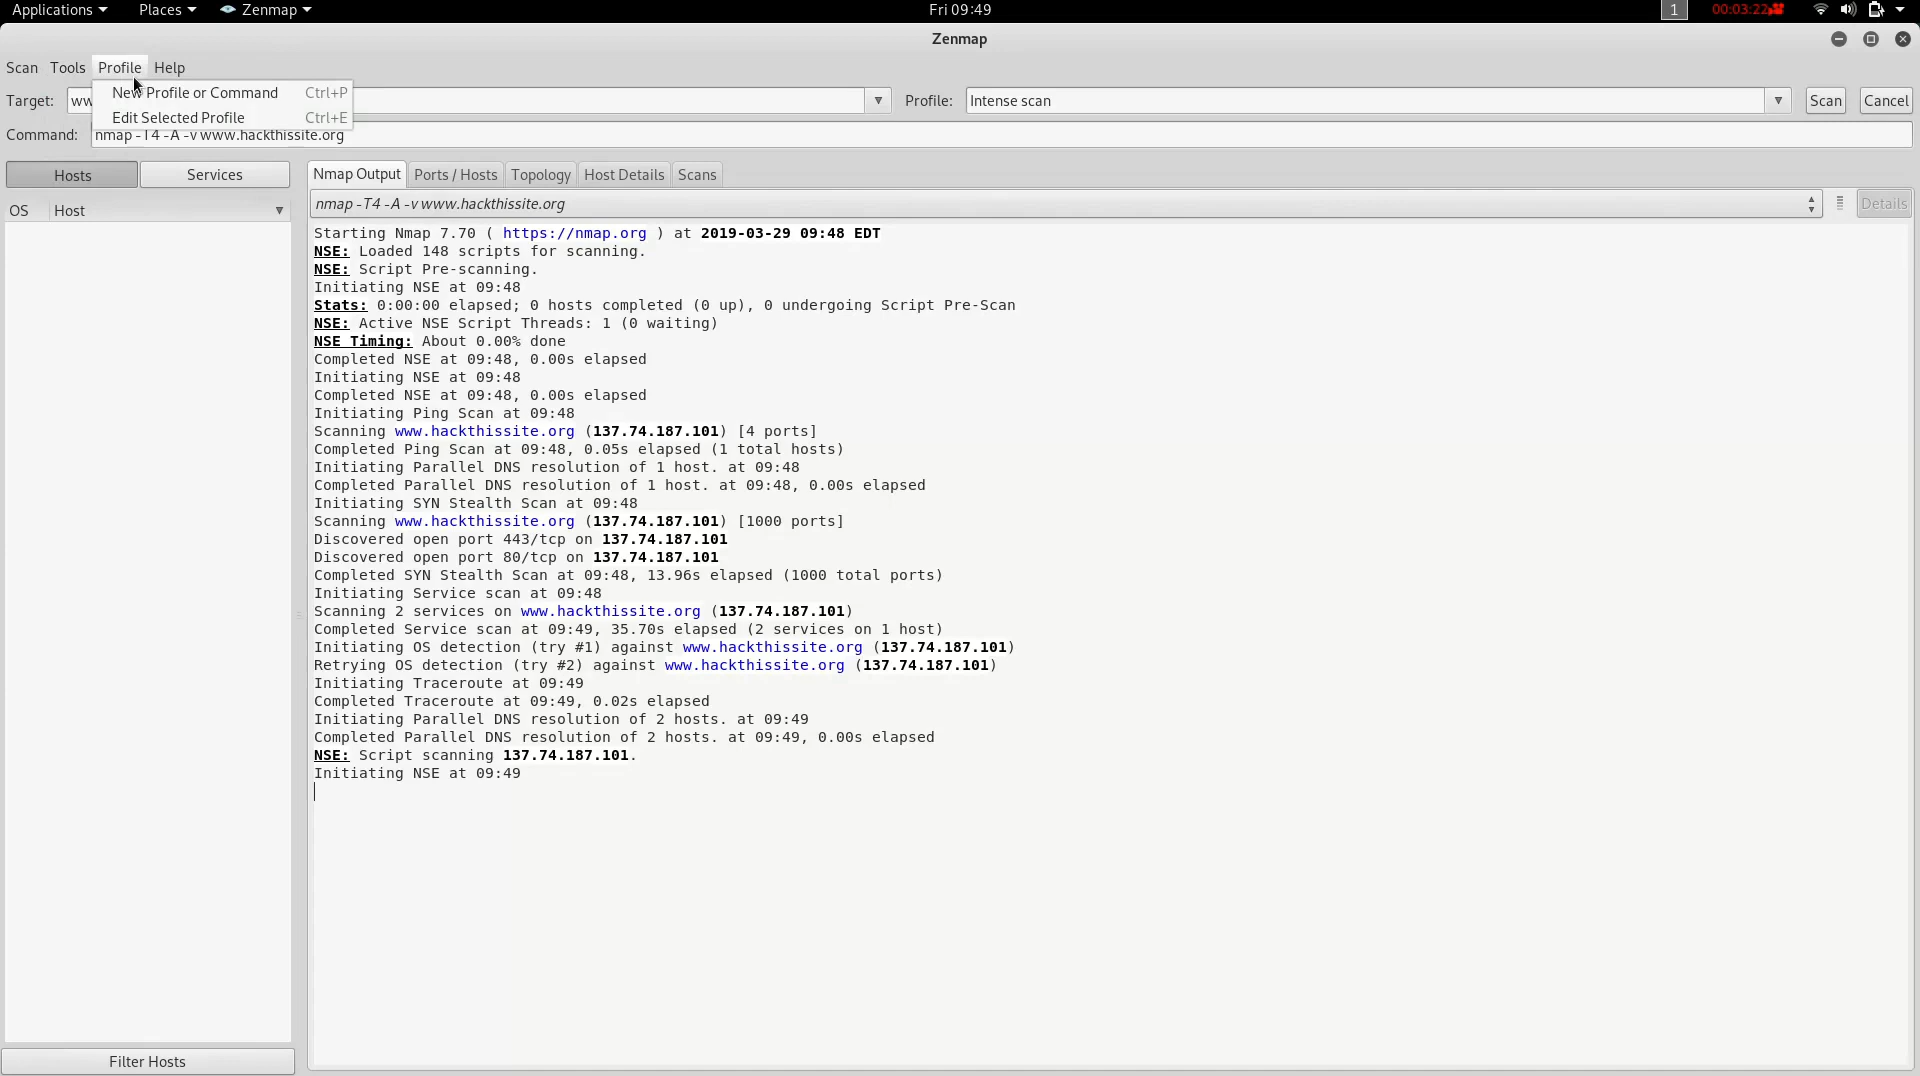 Applications Places Zenmap Fri 09:49 1 00:03:22
Zenmap
Scan Tools Profile Help
New Profile or Command Ctrl+P
Edit Selected Profile Ctrl+E
Target: ww Profile: Intense scan Scan Cancel
Command: nmap -T4 -A -v www.hackthissite.org
Hosts Services
OS Host
Filter Hosts
Nmap Output Ports / Hosts Topology Host Details Scans
nmap -T4 -A -v www.hackthissite.org Details
Starting Nmap 7.70 ( https://nmap.org ) at 2019-03-29 09:48 EDT
NSE: Loaded 148 scripts for scanning.
NSE: Script Pre-scanning.
Initiating NSE at 09:48
Stats: 0:00:00 elapsed; 0 hosts completed (0 up), 0 undergoing Script Pre-Scan
NSE: Active NSE Script Threads: 1 (0 waiting)
NSE Timing: About 0.00% done
Completed NSE at 09:48, 0.00s elapsed
Initiating NSE at 09:48
Completed NSE at 09:48, 0.00s elapsed
Initiating Ping Scan at 09:48
Scanning www.hackthissite.org (137.74.187.101) [4 ports]
Completed Ping Scan at 09:48, 0.05s elapsed (1 total hosts)
Initiating Parallel DNS resolution of 1 host. at 09:48
Completed Parallel DNS resolution of 1 host. at 09:48, 0.00s elapsed
Initiating SYN Stealth Scan at 09:48
Scanning www.hackthissite.org (137.74.187.101) [1000 ports]
Discovered open port 443/tcp on 137.74.187.101
Discovered open port 80/tcp on 137.74.187.101
Completed SYN Stealth Scan at 09:48, 13.96s elapsed (1000 total ports)
Initiating Service scan at 09:48
Scanning 2 services on www.hackthissite.org (137.74.187.101)
Completed Service scan at 09:49, 35.70s elapsed (2 services on 1 host)
Initiating OS detection (try #1) against www.hackthissite.org (137.74.187.101)
Retrying OS detection (try #2) against www.hackthissite.org (137.74.187.101)
Initiating Traceroute at 09:49
Completed Traceroute at 09:49, 0.02s elapsed
Initiating Parallel DNS resolution of 2 hosts. at 09:49
Completed Parallel DNS resolution of 2 hosts. at 09:49, 0.00s elapsed
NSE: Script scanning 137.74.187.101.
Initiating NSE at 09:49